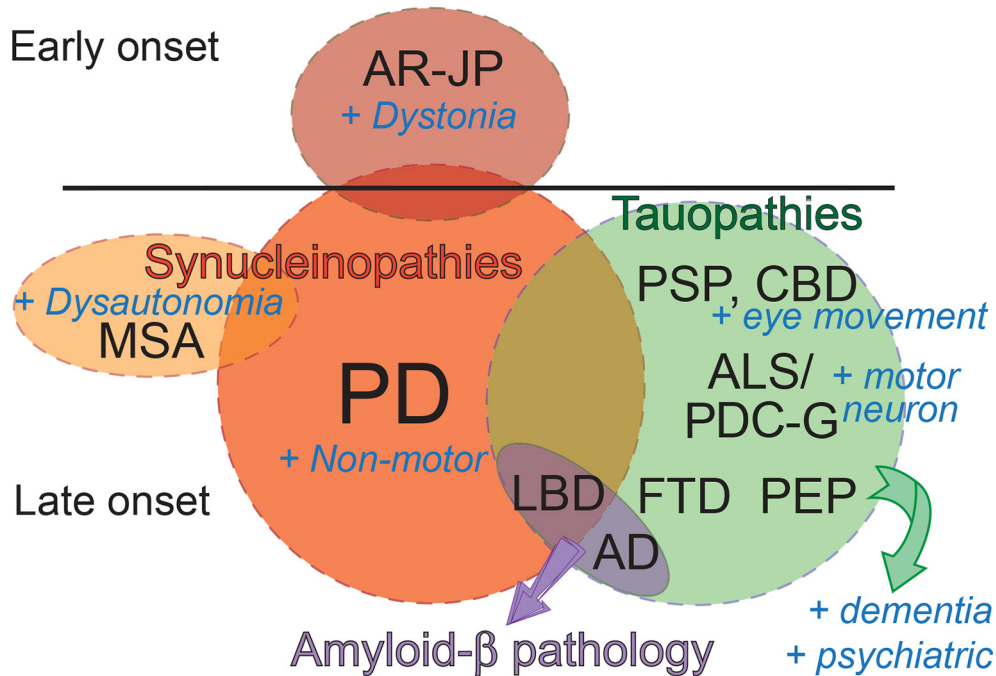 Early onset
AR-JP
+ Dystonia
Tauopathies
Synucleinopathies
PSP, CBD
+ Dysautonomia
+ eye movement
MSA
ALS/
+ motor
PD
PDC-G
neuron
+ Non-motor
Late onset
LBD
FTD
PEP
AD
+ dementia
Amyloid-β pathology
+ psychiatric